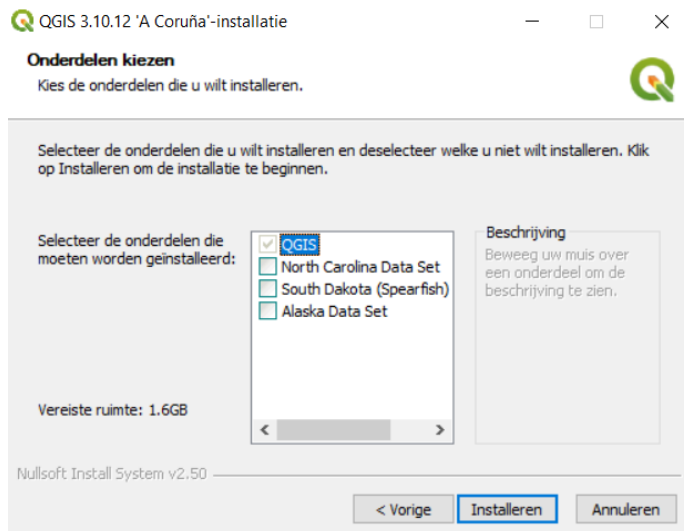 QGIS 3.10.12 'A Coruña'-installatie
Onderdelen kiezen
Kies de onderdelen die u wilt installeren.
Selecteer de onderdelen die u wilt installeren en deselecteer welke u niet wilt installeren. Klik
op Installeren om de installatie te beginnen.
Selecteer de onderdelen die
moeten worden geïnstalleerd:
QGIS
North Carolina Data Set
South Dakota (Spearfish)
Alaska Data Set
Beschrijving
Beweeg uw muis over
een onderdeel om de
beschrijving te zien.
Vereiste ruimte: 1.6GB
Nullsoft Install System v2.50
< Vorige
Installeren
Annuleren